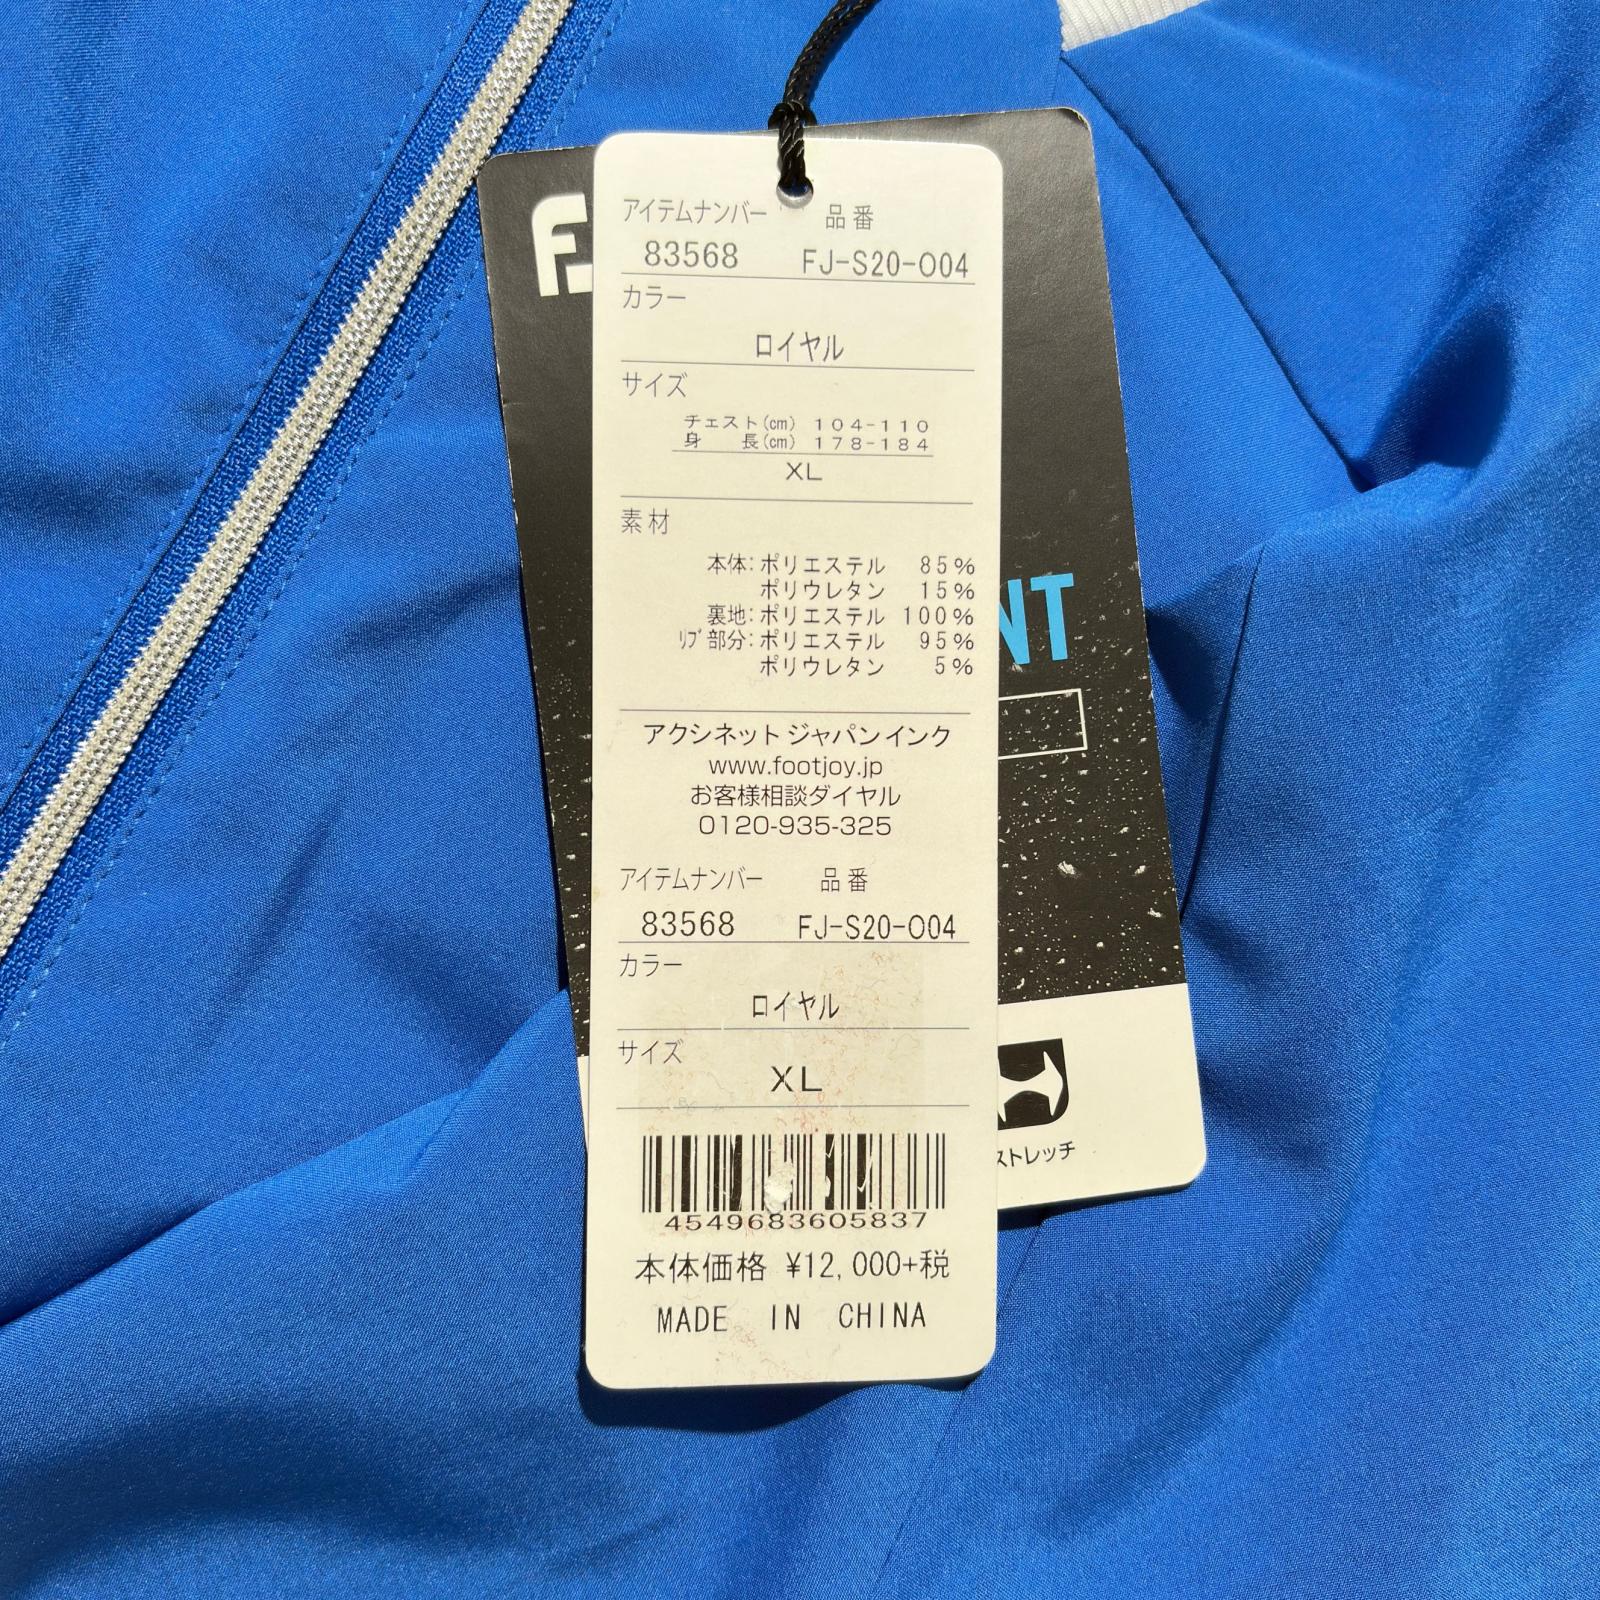 アイテムナンバー 品番
83568 FJ-S20-O04
カラー
ロイヤル
サイズ
チェスト(cm) 104-110
身 長(cm) 178-184
XL
素材
本体:ポリエステル 85%
ポリウレタン 15%
裏地:ポリエステル 100%
リブ部分:ポリエステル 95%
ポリウレタン 5%
アクシネット ジャパン インク
www.footjoy.jp
お客様相談ダイヤル
0120-935-325
アイテムナンバー 品番
83568 FJ-S20-O04
カラー
ロイヤル
サイズ
XL
4549683605837
本体価格 ¥12,000+税
MADE IN CHINA
NT
ストレッチ